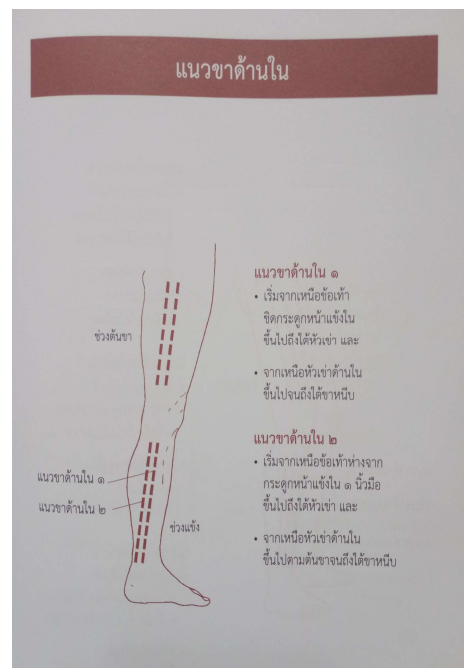 แนวขาด้านใน
แนวขาด้านใน ๑
• เริ่มจากเหนือข้อเท้า
ชิดกระดูกหน้าแข้งใน
ขึ้นไปถึงใต้หัวเข่า และ
• จากเหนือหัวเข่าด้านใน
ขึ้นไปจนถึงใต้ขาหนีบ
แนวขาด้านใน ๒
• เริ่มจากเหนือข้อเท้าห่างจาก
กระดูกหน้าแข้งใน ๑ นิ้วมือ
ขึ้นไปถึงใต้หัวเข่า และ
• จากเหนือหัวเข่าด้านใน
ขึ้นไปตามต้นขาจนถึงใต้ขาหนีบ
ช่วงต้นขา
แนวขาด้านใน ๑
แนวขาด้านใน ๒
ช่วงแข้ง